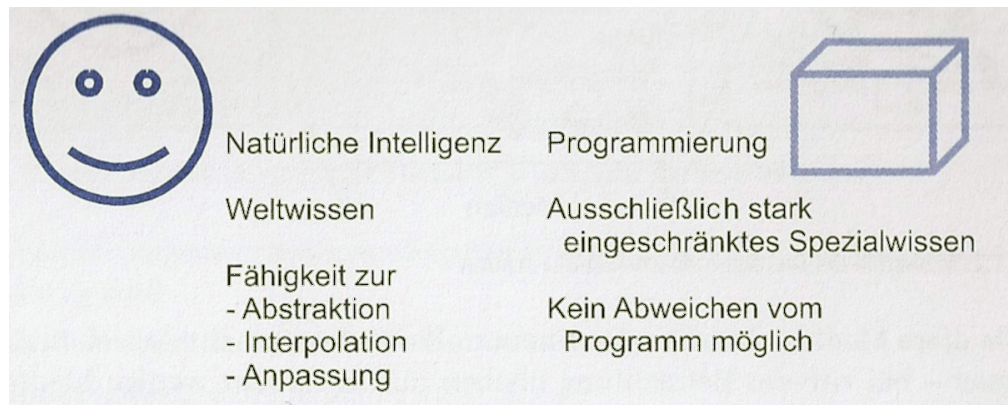 Natürliche Intelligenz
Weltwissen
Fähigkeit zur
- Abstraktion
- Interpolation
- Anpassung
Programmierung
Ausschließlich stark
eingeschränktes Spezialwissen
Kein Abweichen vom
Programm möglich